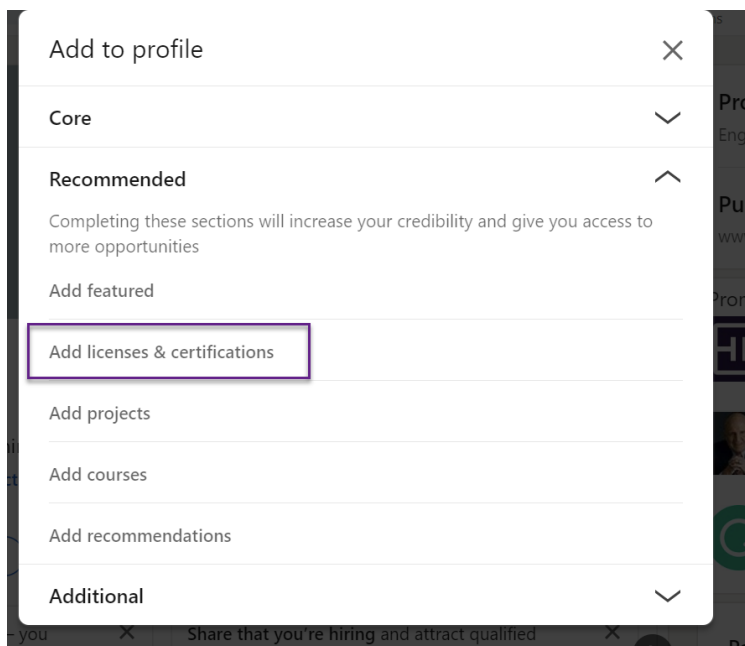 Add to profile
Core
Recommended
Completing these sections will increase your credibility and give you access to
more opportunities
Add featured
Add licenses & certifications
Add projects
Add courses
Add recommendations
Additional
you
Share that you're hiring and attract qualified